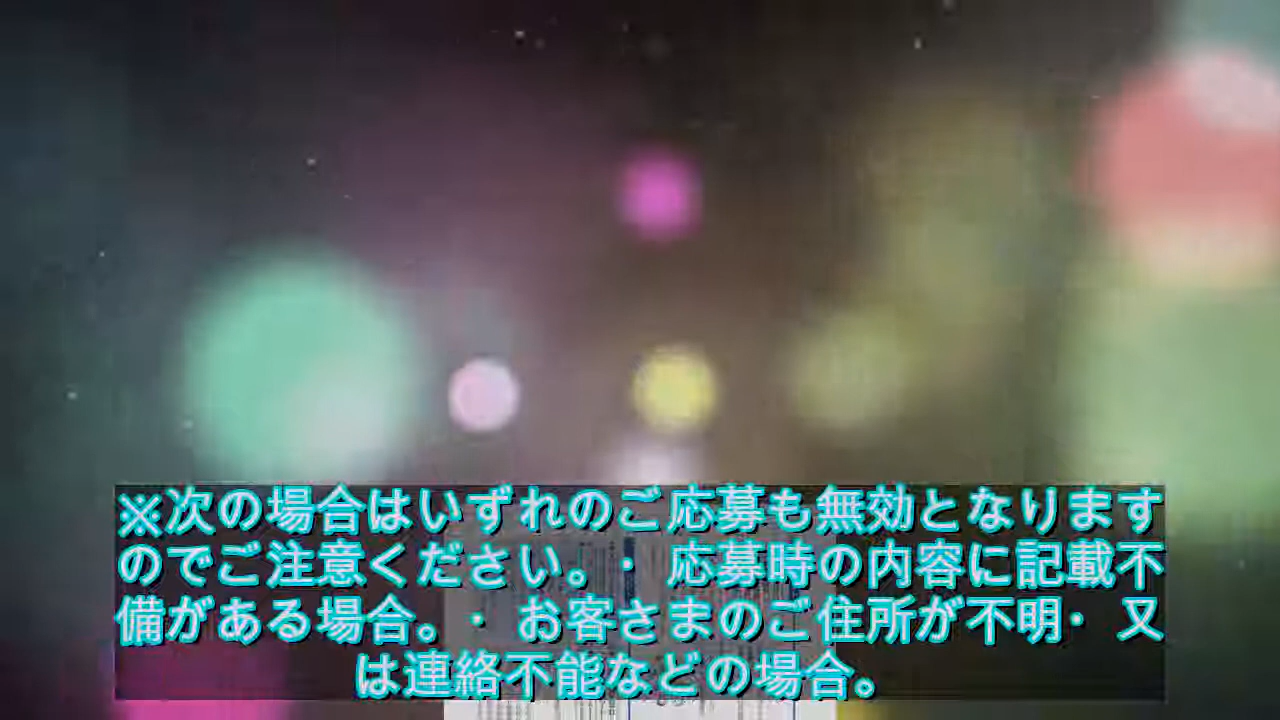 ※次の場合はいずれのご応募も無効となります
のでご注意ください。・応募時の内容に記載不
備がある場合。・お客さまのご住所が不明・又
は連絡不能などの場合。